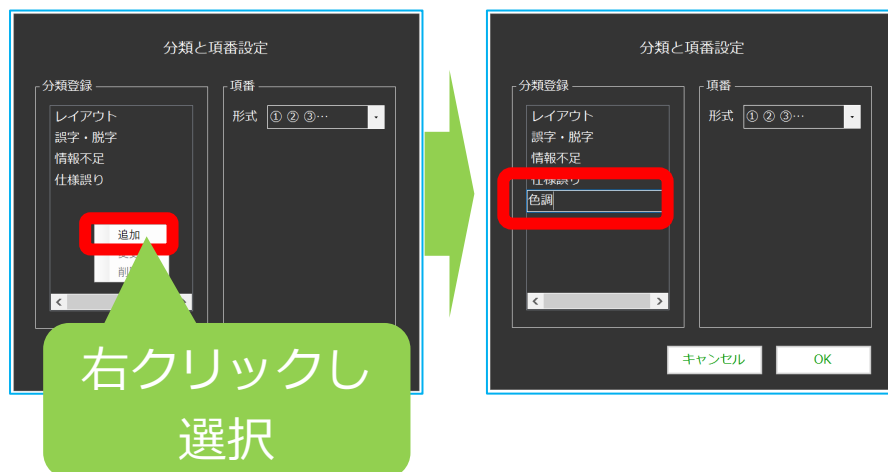 分類と項番設定
分類登録
レイアウト
誤字・脱字
情報不足
仕様誤り
追加
項番
形式 ① ② ③…
右クリックし
選択
分類と項番設定
分類登録
レイアウト
誤字・脱字
情報不足
仕様誤り
色調
項番
形式 ① ② ③…
キャンセル OK